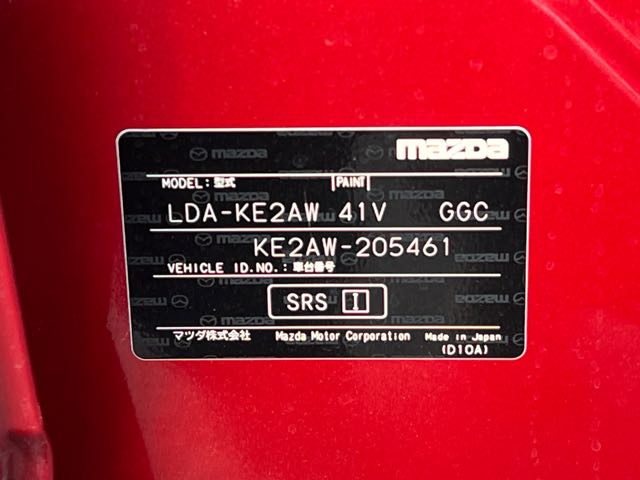 mazda
MODEL: 型式 PAINT
LDA-KE2AW 41V GGC
KE2AW-205461
VEHICLE ID.NO.: 車台番号
SRS I
マツダ株式会社 Mazda Motor Corporation Made in Japan
(D10A)